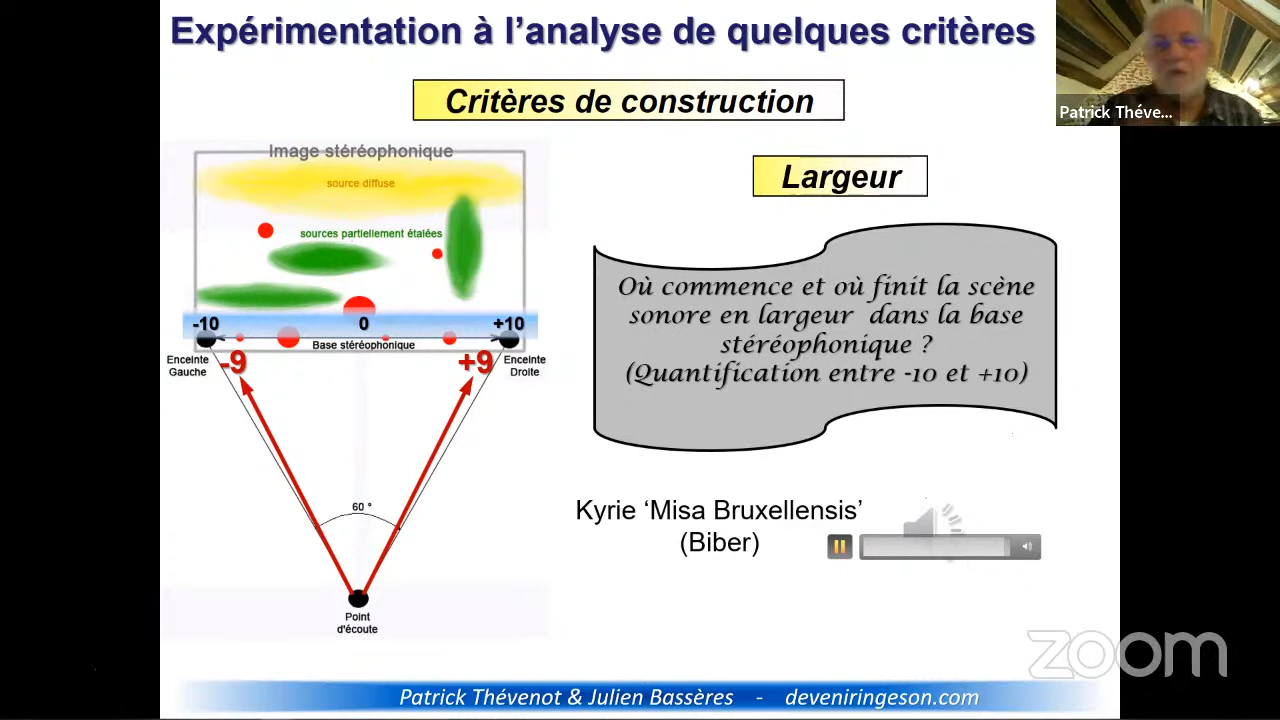 Expérimentation à l'analyse de quelques critères
Critères de construction
Patrick Théve...
Image stéréophonique
source diffuse
sources partiellement étalées
-10
0
+10
Base stéréophonique
Enceinte
Gauche
-9
+9
Enceinte
Droite
60 °
Point
d'écoute
Largeur
Où commence et où finit la scène
sonore en largeur dans la base
stéréophonique ?
(Quantification entre -10 et +10)
Kyrie ‘Misa Bruxellensis’
(Biber)
zoom
Patrick Thévenot & Julien Bassères - deveniringeson.com